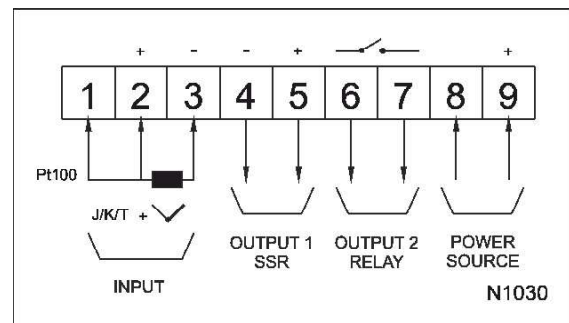 + - - + +
1 2 3 4 5 6 7 8 9
Pt100
J/K/T +
OUTPUT 1
SSR
OUTPUT 2
RELAY
POWER
SOURCE
INPUT
N1030